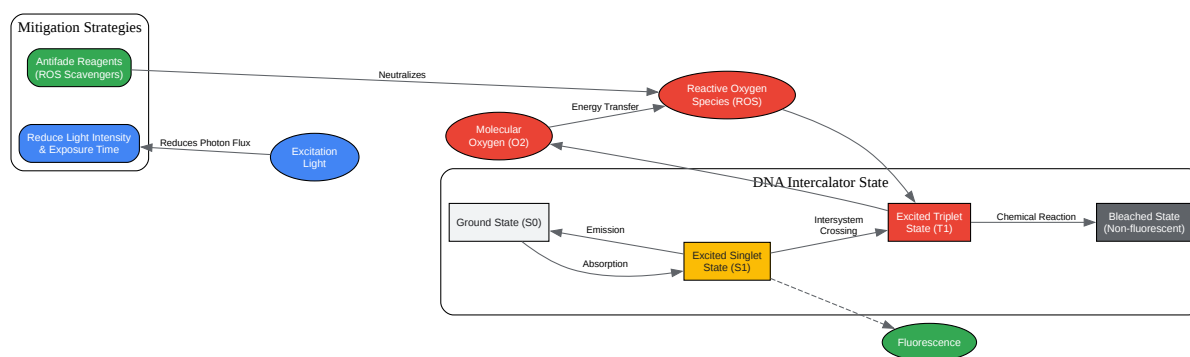 Mitigation Strategies
Antifade Reagents
(ROS Scavengers)
Neutralizes
Reactive Oxygen
Species (ROS)
Energy Transfer
Molecular
Oxygen (O2)
Reduce Light Intensity
& Exposure Time
Reduces Photon Flux
Excitation
Light
DNA Intercalator State
Ground State (S0)
Emission
Absorption
Excited Singlet
State (S1)
Intersystem
Crossing
Excited Triplet
State (T1)
Chemical Reaction
Bleached State
(Non-fluorescent)
Fluorescence